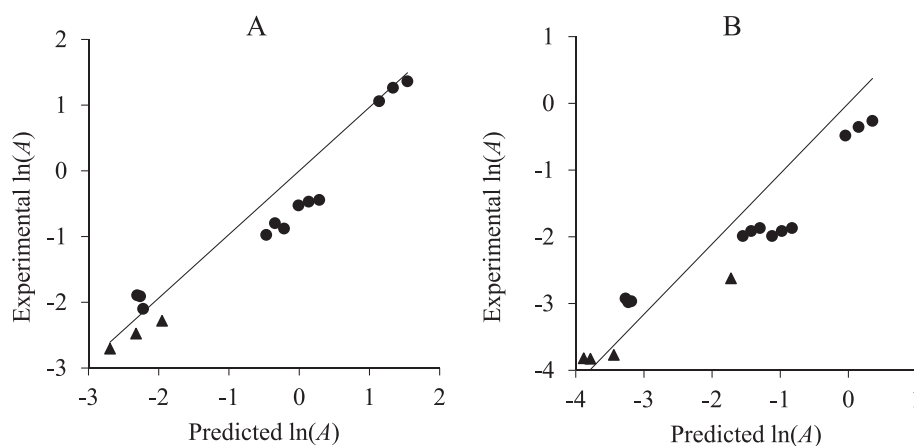 A
Experimental ln(A)
2
1
0
-1
-2
-3
-3 -2 -1 0 1 2
Predicted ln(A)
B
Experimental ln(A)
1
0
-1
-2
-3
-4
-4 -3 -2 -1 0 1
Predicted ln(A)